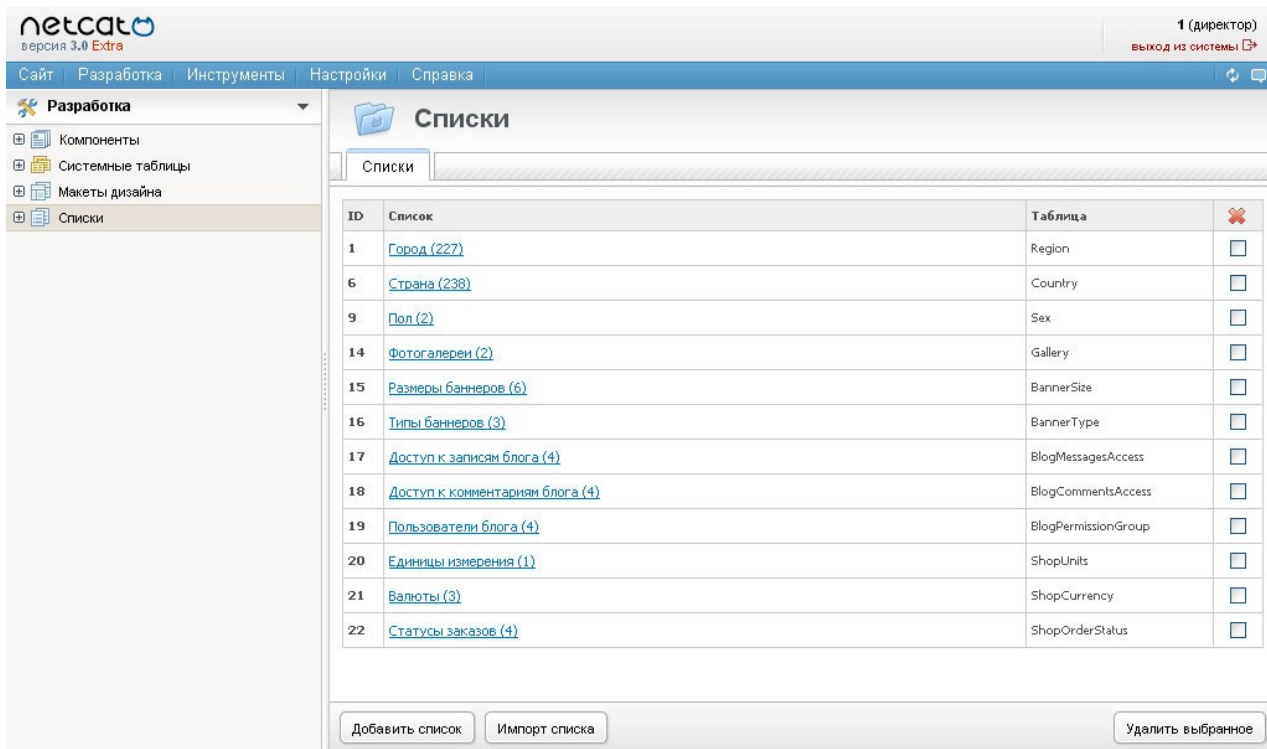 netcat
версия 3.0 Extra
1 (директор)
выход из системы
Сайт Разработка Инструменты Настройки Справка
Разработка
Компоненты
Системные таблицы
Макеты дизайна
Списки
Списки
Списки
ID Список Таблица
1 Город (227) Region
6 Страна (238) Country
9 Пол (2) Sex
14 Фотогалереи (2) Gallery
15 Размеры баннеров (6) BannerSize
16 Типы баннеров (3) BannerType
17 Доступ к записям блога (4) BlogMessagesAccess
18 Доступ к комментариям блога (4) BlogCommentsAccess
19 Пользователи блога (4) BlogPermissionGroup
20 Единицы измерения (1) ShopUnits
21 Валюты (3) ShopCurrency
22 Статусы заказов (4) ShopOrderStatus
Добавить список Импорт списка Удалить выбранное